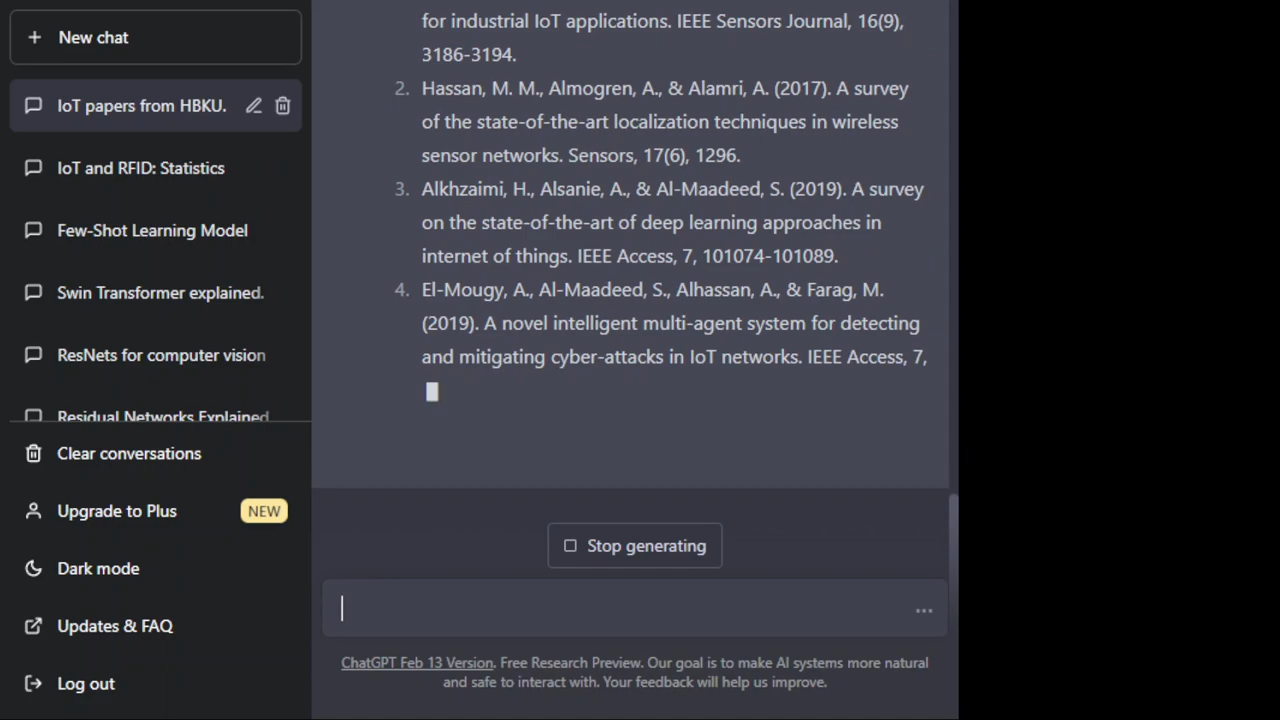 New chat
IoT papers from HBKU.
IoT and RFID: Statistics
Few-Shot Learning Model
Swin Transformer explained.
ResNets for computer vision
Residual Networks Explained
Clear conversations
Upgrade to Plus
NEW
Dark mode
Updates & FAQ
Log out
for industrial IoT applications. IEEE Sensors Journal, 16(9),
3186-3194.
2. Hassan, M. M., Almogren, A., & Alamri, A. (2017). A survey
of the state-of-the-art localization techniques in wireless
sensor networks. Sensors, 17(6), 1296.
3. Alkhzaimi, H., Alsanie, A., & Al-Maadeed, S. (2019). A survey
on the state-of-the-art of deep learning approaches in
internet of things. IEEE Access, 7, 101074-101089.
4. El-Mougy, A., Al-Maadeed, S., Alhassan, A., & Farag, M.
(2019). A novel intelligent multi-agent system for detecting
and mitigating cyber-attacks in IoT networks. IEEE Access, 7,
Stop generating
ChatGPT Feb 13 Version. Free Research Preview. Our goal is to make AI systems more natural
and safe to interact with. Your feedback will help us improve.